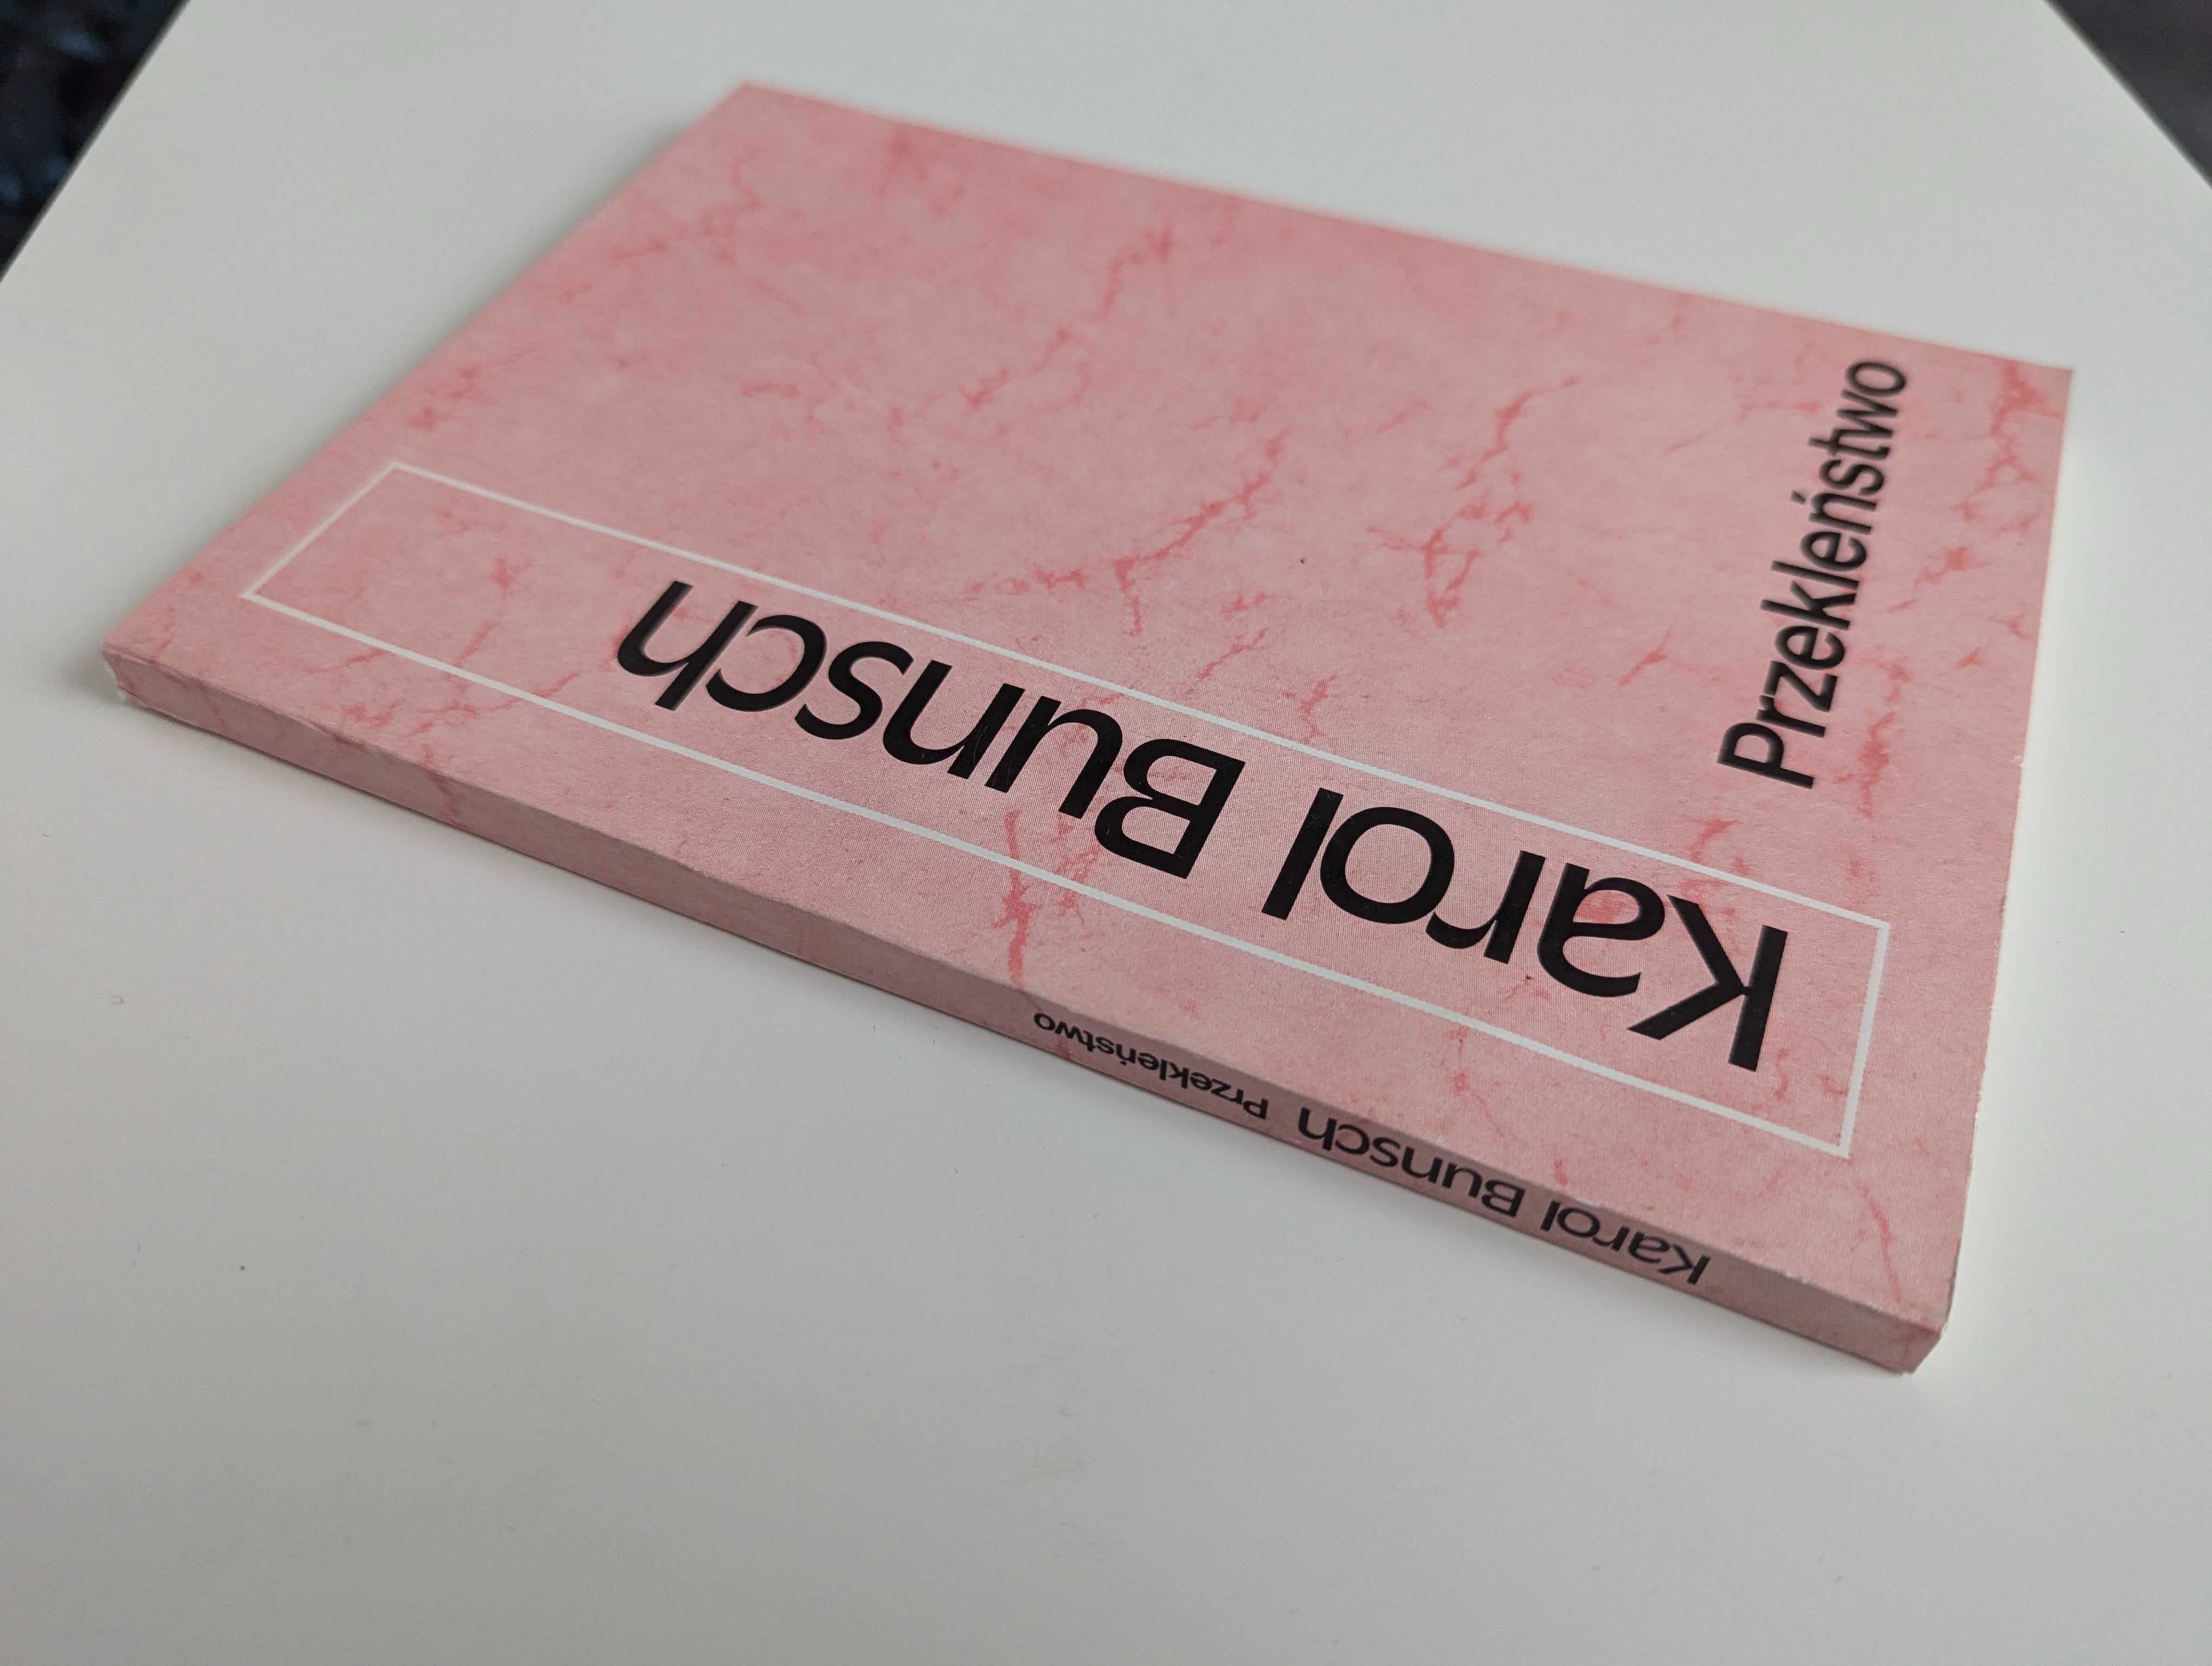 Karol Bunsch
Przekleństwo
Karol Bunsch Przekleństwo